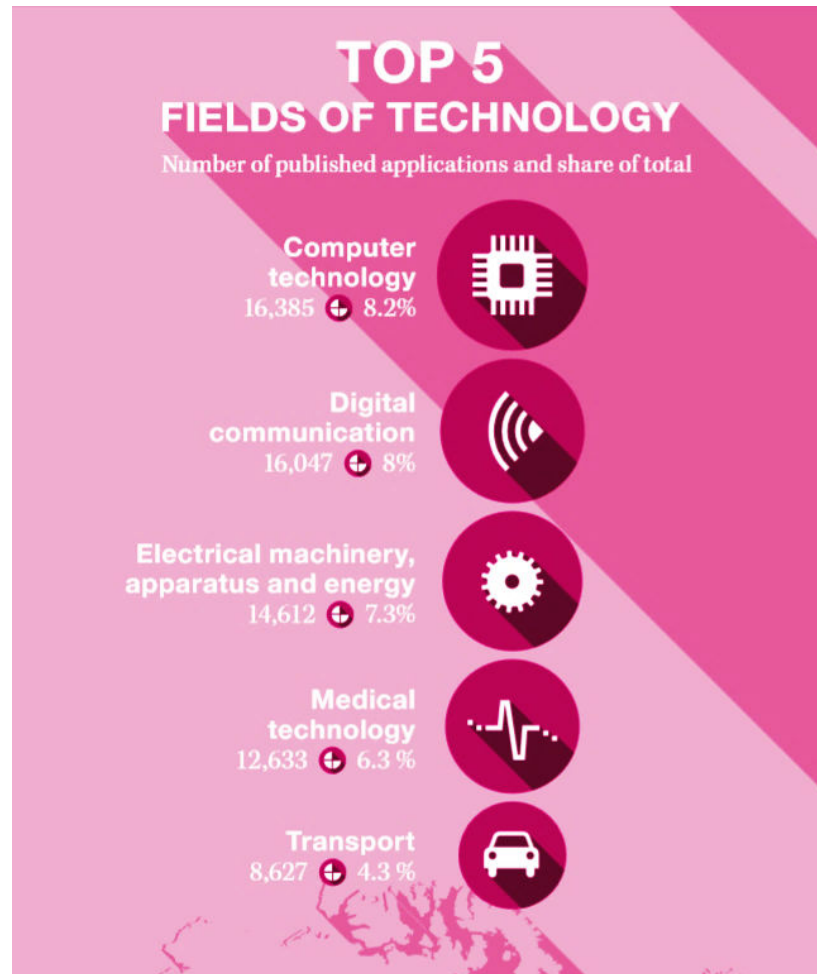 TOP 5
FIELDS OF TECHNOLOGY
Number of published applications and share of total
Computer
technology
16,385 8.2%
Digital
communication
16,047 8%
Electrical machinery,
apparatus and energy
14,612 7.3%
Medical
technology
12,633 6.3 %
Transport
8,627 4.3 %